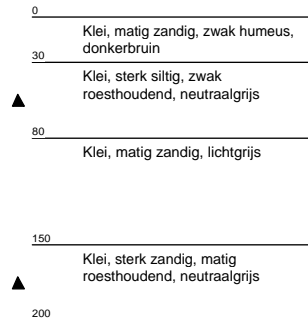 0
Klei, matig zandig, zwak humeus,
donkerbruin
30
Klei, sterk siltig, zwak
roesthoudend, neutraalgrijs
80
Klei, matig zandig, lichtgrijs
150
Klei, sterk zandig, matig
roesthoudend, neutraalgrijs
200